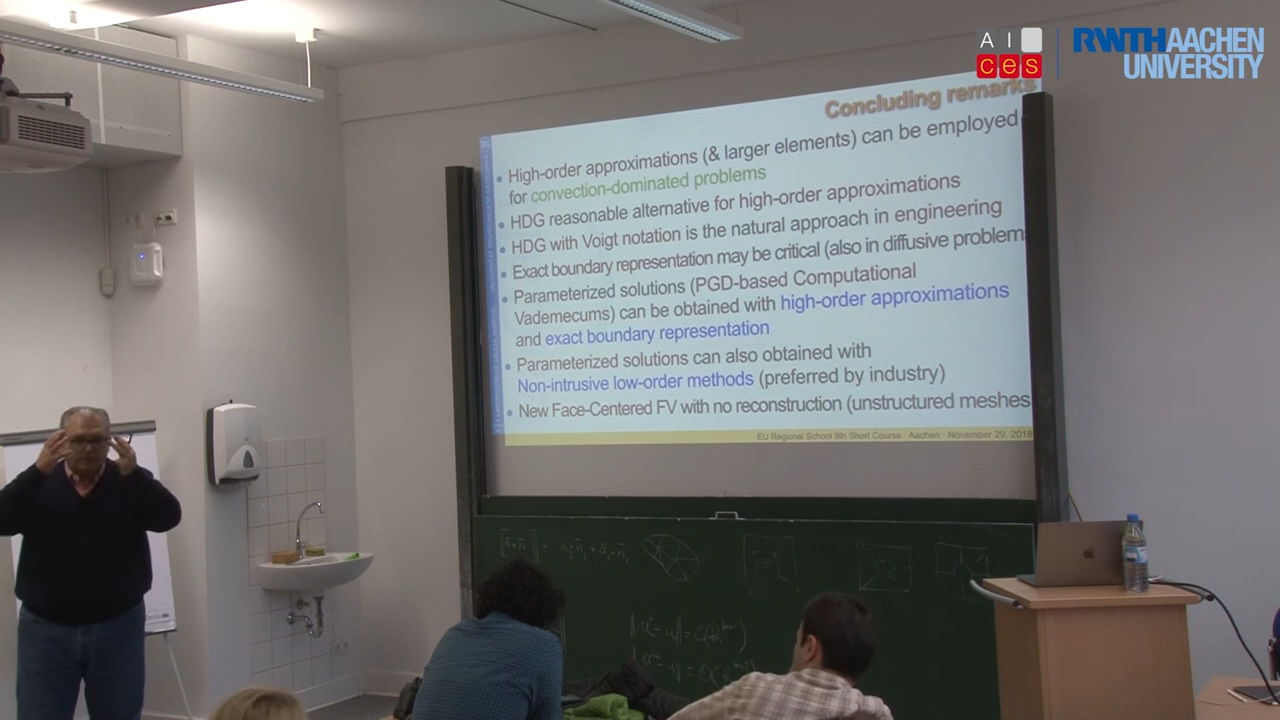 AI ces
RWTHAACHEN
UNIVERSITY
Concluding remarks
• High-order approximations (& larger elements) can be employed
for convection-dominated problems
• HDG reasonable alternative for high-order approximations
• HDG with Voigt notation is the natural approach in engineering
• Exact boundary representation may be critical (also in diffusive problem
• Parameterized solutions (PGD-based Computational
Vademecums) can be obtained with high-order approximations
and exact boundary representation
• Parameterized solutions can also obtained with
Non-intrusive low-order methods (preferred by industry)
• New Face-Centered FV with no reconstruction (unstructured meshes
EU Regional School 9th Short Course · Aachen · November 29, 2018